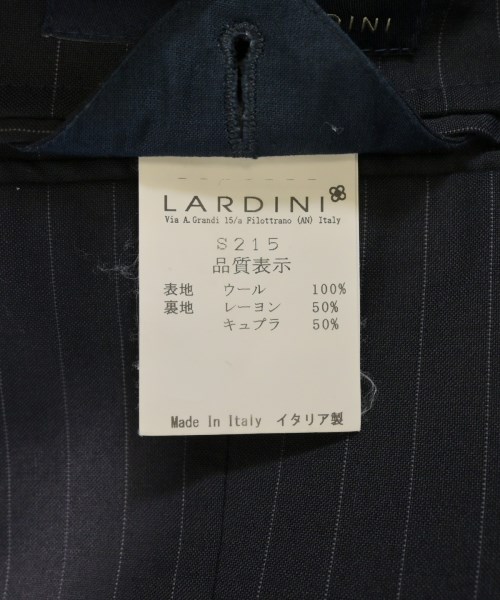 DINI
LARDINI
Via A.Grandi 15/a Filottrano (AN) Italy
S215
品質表示
表地 ウール 100%
裏地 レーヨン 50%
キュプラ 50%
Made In Italy イタリア製